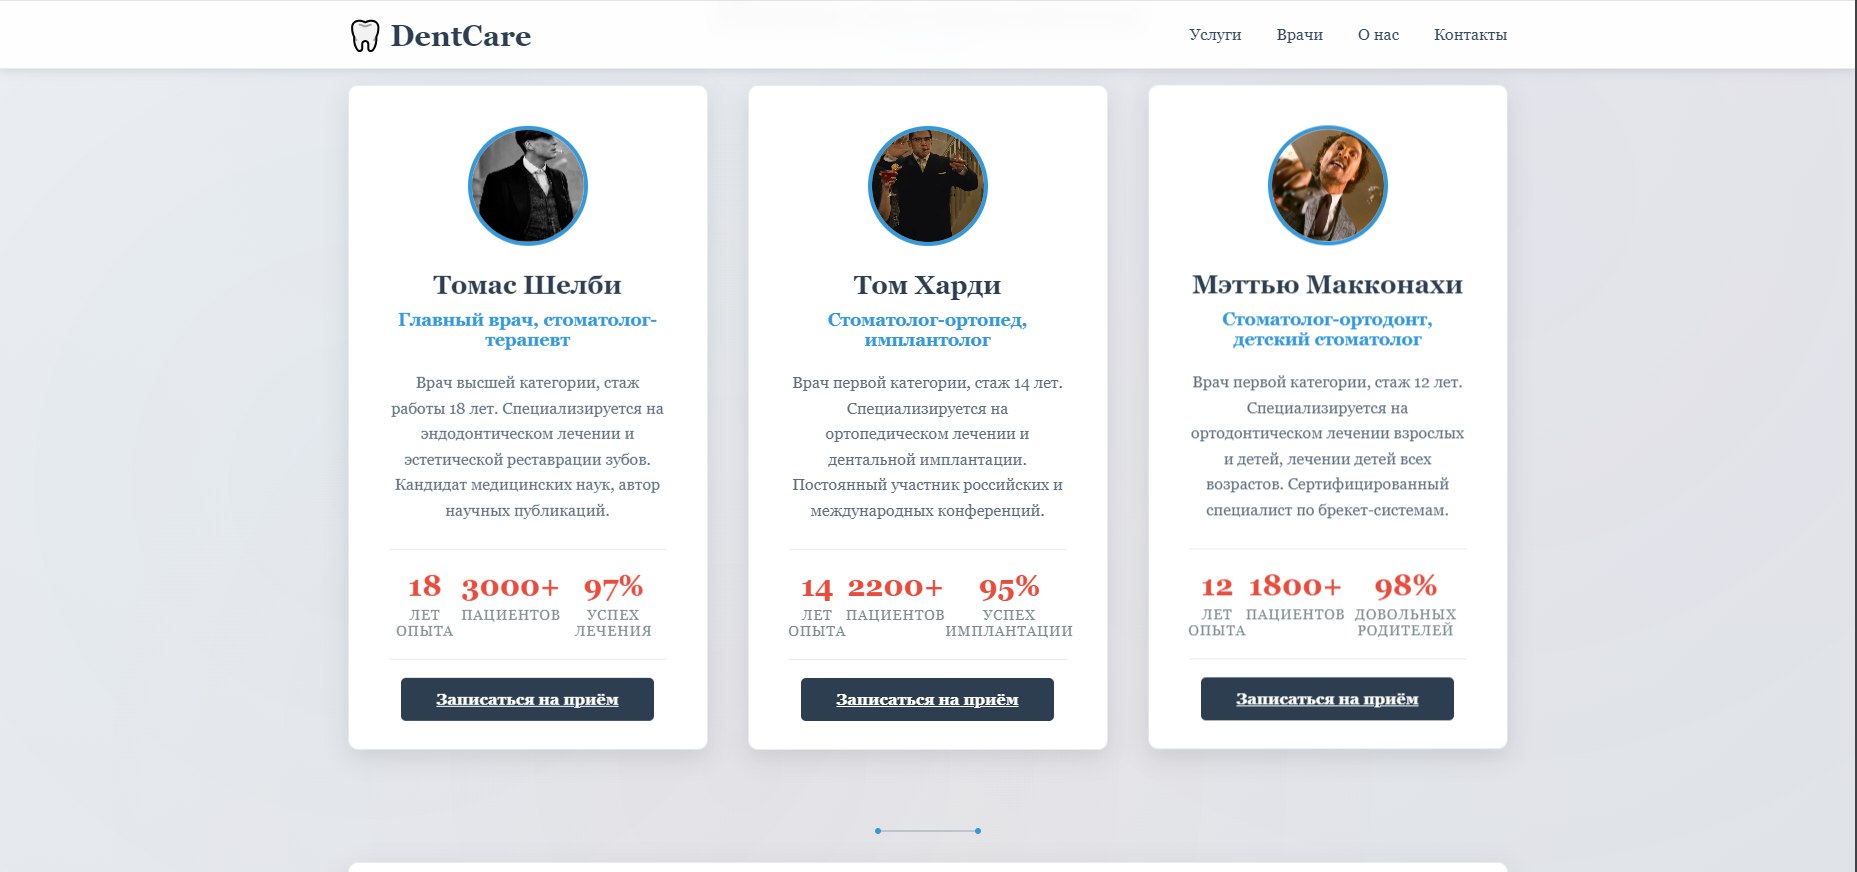 DentCare
Услуги Врачи О нас Контакты
Томас Шелби
Главный врач, стоматолог-
терапевт
Врач высшей категории, стаж
работы 18 лет. Специализируется на
эндодонтическом лечении и
эстетической реставрации зубов.
Кандидат медицинских наук, автор
научных публикаций.
18 3000+ 97%
ЛЕТ ПАЦИЕНТОВ УСПЕХ
ОПЫТА ЛЕЧЕНИЯ
Записаться на приём
Том Харди
Стоматолог-ортопед,
имплантолог
Врач первой категории, стаж 14 лет.
Специализируется на
ортопедическом лечении и
дентальной имплантации.
Постоянный участник российских и
международных конференций.
14 2200+ 95%
ЛЕТ ПАЦИЕНТОВ УСПЕХ
ОПЫТА ИМПЛАНТАЦИИ
Записаться на приём
Мэттью Макконахи
Стоматолог-ортодонт,
детский стоматолог
Врач первой категории, стаж 12 лет.
Специализируется на
ортодонтическом лечении взрослых
и детей, лечении детей всех
возрастов. Сертифицированный
специалист по брекет-системам.
12 1800+ 98%
ЛЕТ ПАЦИЕНТОВ ДОВОЛЬНЫХ
ОПЫТА РОДИТЕЛЕЙ
Записаться на приём